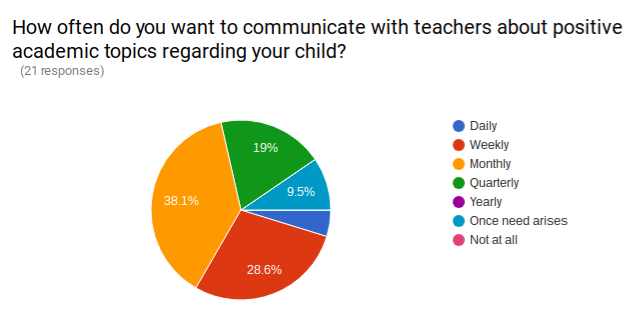 How often do you want to communicate with teachers about positive
academic topics regarding your child?
(21 responses)
19%
9.5%
38.1%
28.6%
Daily
Weekly
Monthly
Quarterly
Yearly
Once need arises
Not at all